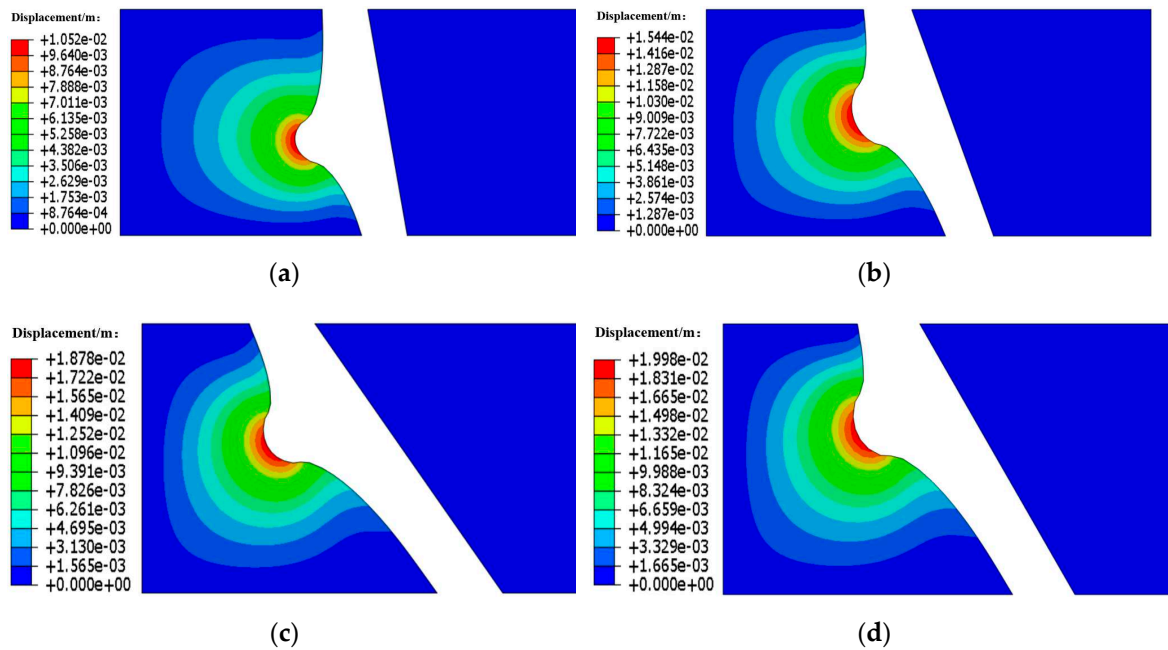 Displacement/m：
+1.052e-02
+9.640e-03
+8.764e-03
+7.888e-03
+7.011e-03
+6.135e-03
+5.258e-03
+4.382e-03
+3.506e-03
+2.629e-03
+1.753e-03
+8.764e-04
+0.000e+00
(a)
Displacement/m：
+1.544e-02
+1.416e-02
+1.287e-02
+1.158e-02
+1.030e-02
+9.009e-03
+7.722e-03
+6.435e-03
+5.148e-03
+3.861e-03
+2.574e-03
+1.287e-03
+0.000e+00
(b)
Displacement/m：
+1.878e-02
+1.722e-02
+1.565e-02
+1.409e-02
+1.252e-02
+1.096e-02
+9.391e-03
+7.826e-03
+6.261e-03
+4.695e-03
+3.130e-03
+1.565e-03
+0.000e+00
(c)
Displacement/m：
+1.998e-02
+1.831e-02
+1.665e-02
+1.498e-02
+1.332e-02
+1.165e-02
+9.988e-03
+8.324e-03
+6.659e-03
+4.994e-03
+3.329e-03
+1.665e-03
+0.000e+00
(d)